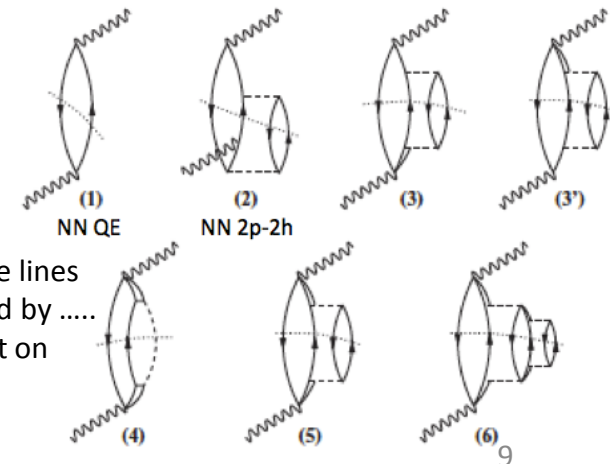 (1) (2) (3) (3')
NN QE NN 2p-2h
e lines
d by .....
t on
(4) (5) (6)
9